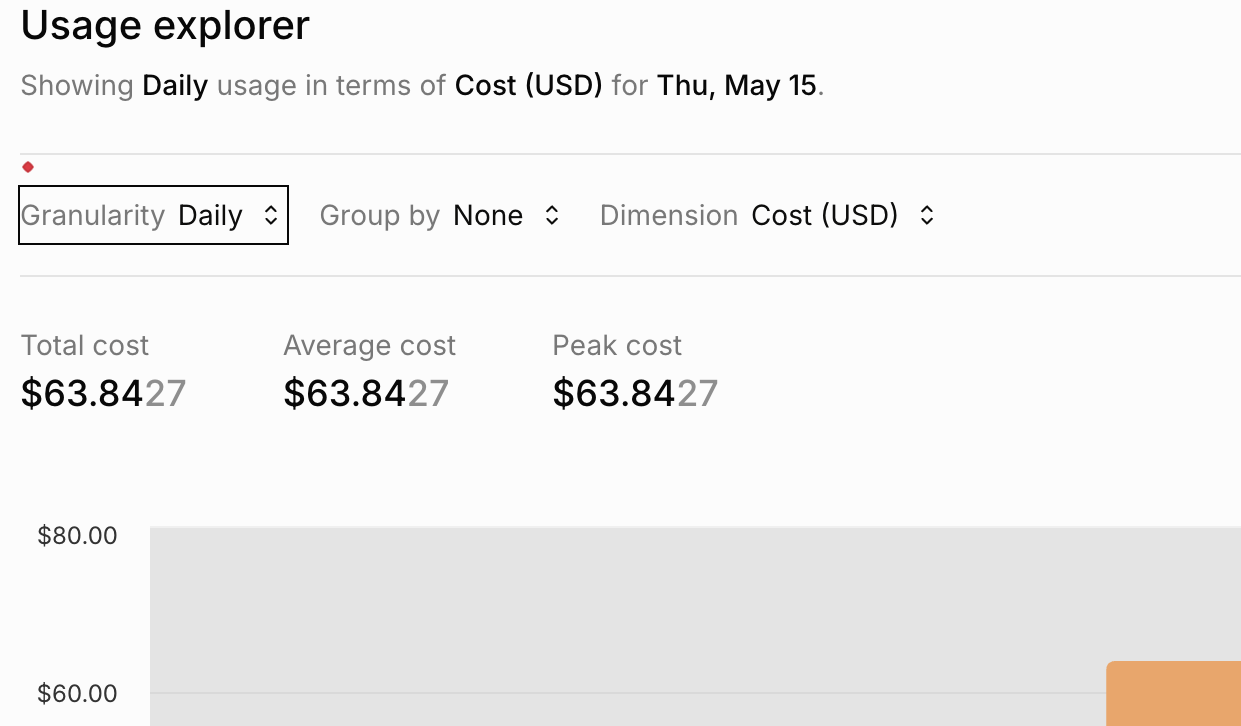 Usage explorer
Showing Daily usage in terms of Cost (USD) for Thu, May 15.
Granularity Daily Group by None Dimension Cost (USD)
Total cost Average cost Peak cost
$63.8427 $63.8427 $63.8427
$80.00
$60.00